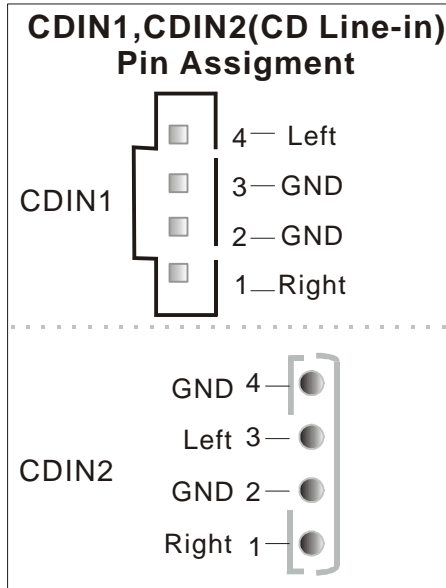 CDIN1,CDIN2(CD Line-in)
Pin Assigment
4 — Left
3 — GND
CDIN1
2 — GND
1 — Right
GND 4 —
Left 3 —
CDIN2
GND 2 —
Right 1 —